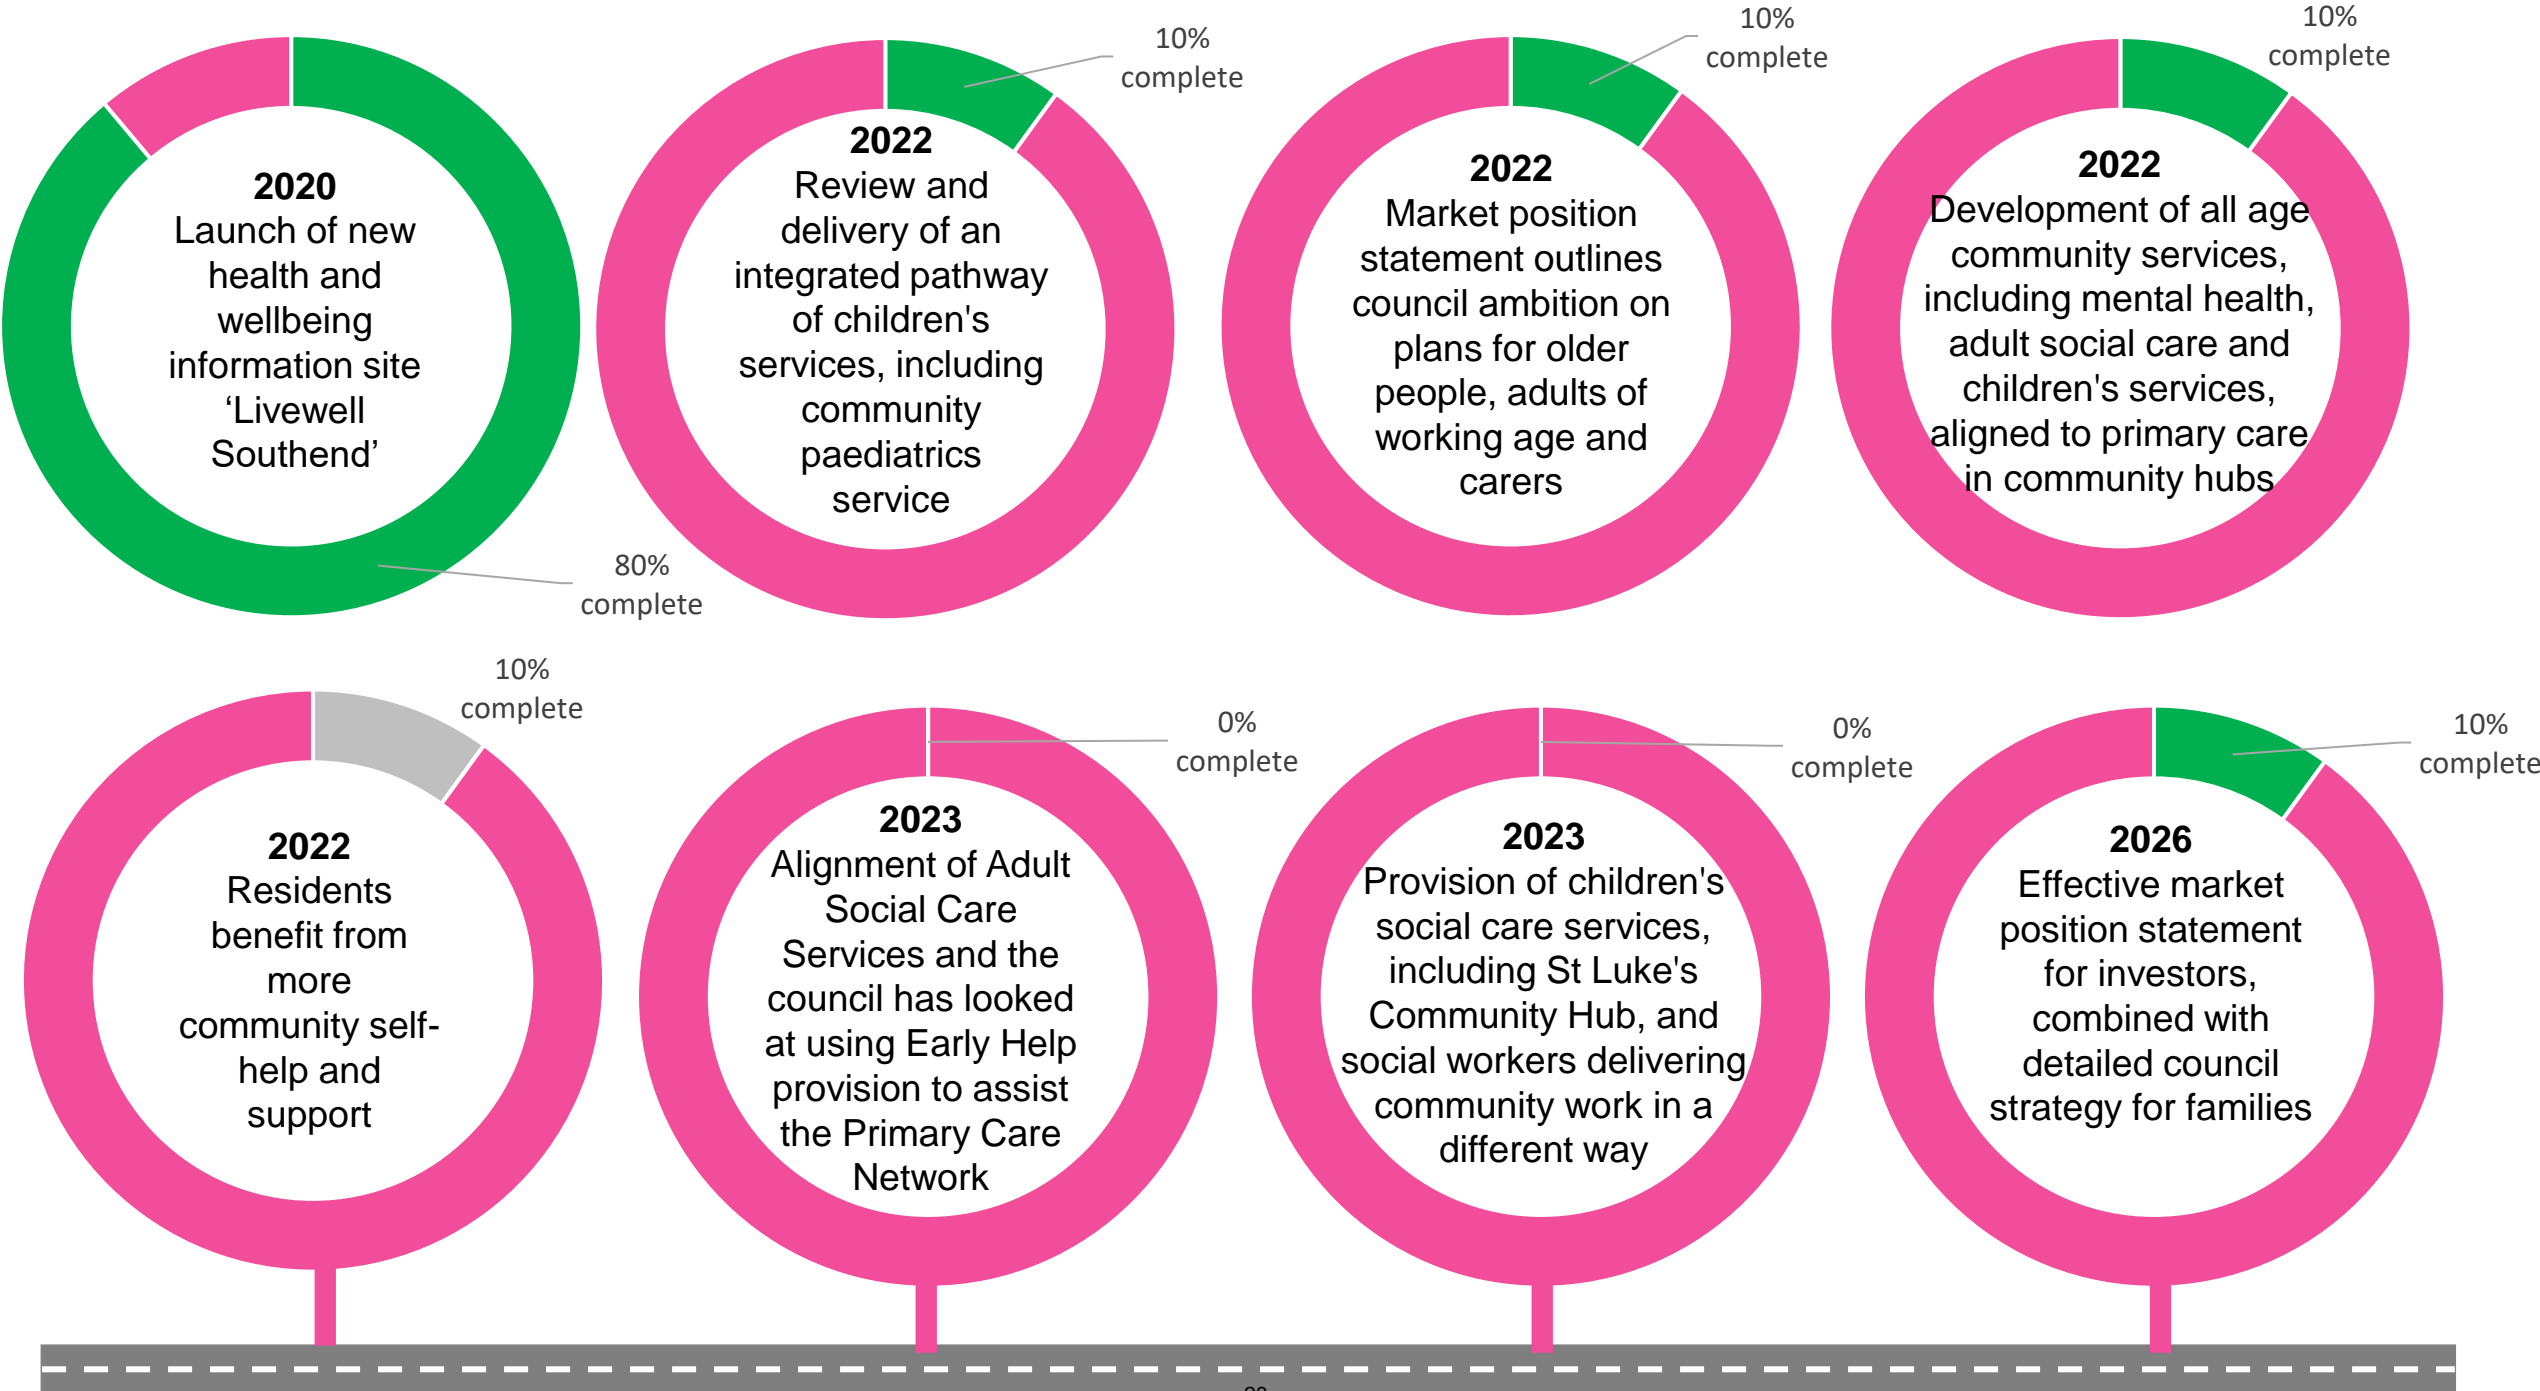 10%
complete
10%
complete
10%
complete
2020
Launch of new
health and
wellbeing
information site
‘Livewell
Southend’
80%
complete
2022
Review and
delivery of an
integrated pathway
of children's
services, including
community
paediatrics
service
2022
Market position
statement outlines
council ambition on
plans for older
people, adults of
working age and
carers
2022
Development of all age
community services,
including mental health,
adult social care and
children's services,
aligned to primary care
in community hubs
10%
complete
2022
Residents
benefit from
more
community self-
help and
support
0%
complete
2023
Alignment of Adult
Social Care
Services and the
council has looked
at using Early Help
provision to assist
the Primary Care
Network
0%
complete
2023
Provision of children's
social care services,
including St Luke's
Community Hub, and
social workers delivering
community work in a
different way
10%
complete
2026
Effective market
position statement
for investors,
combined with
detailed council
strategy for families